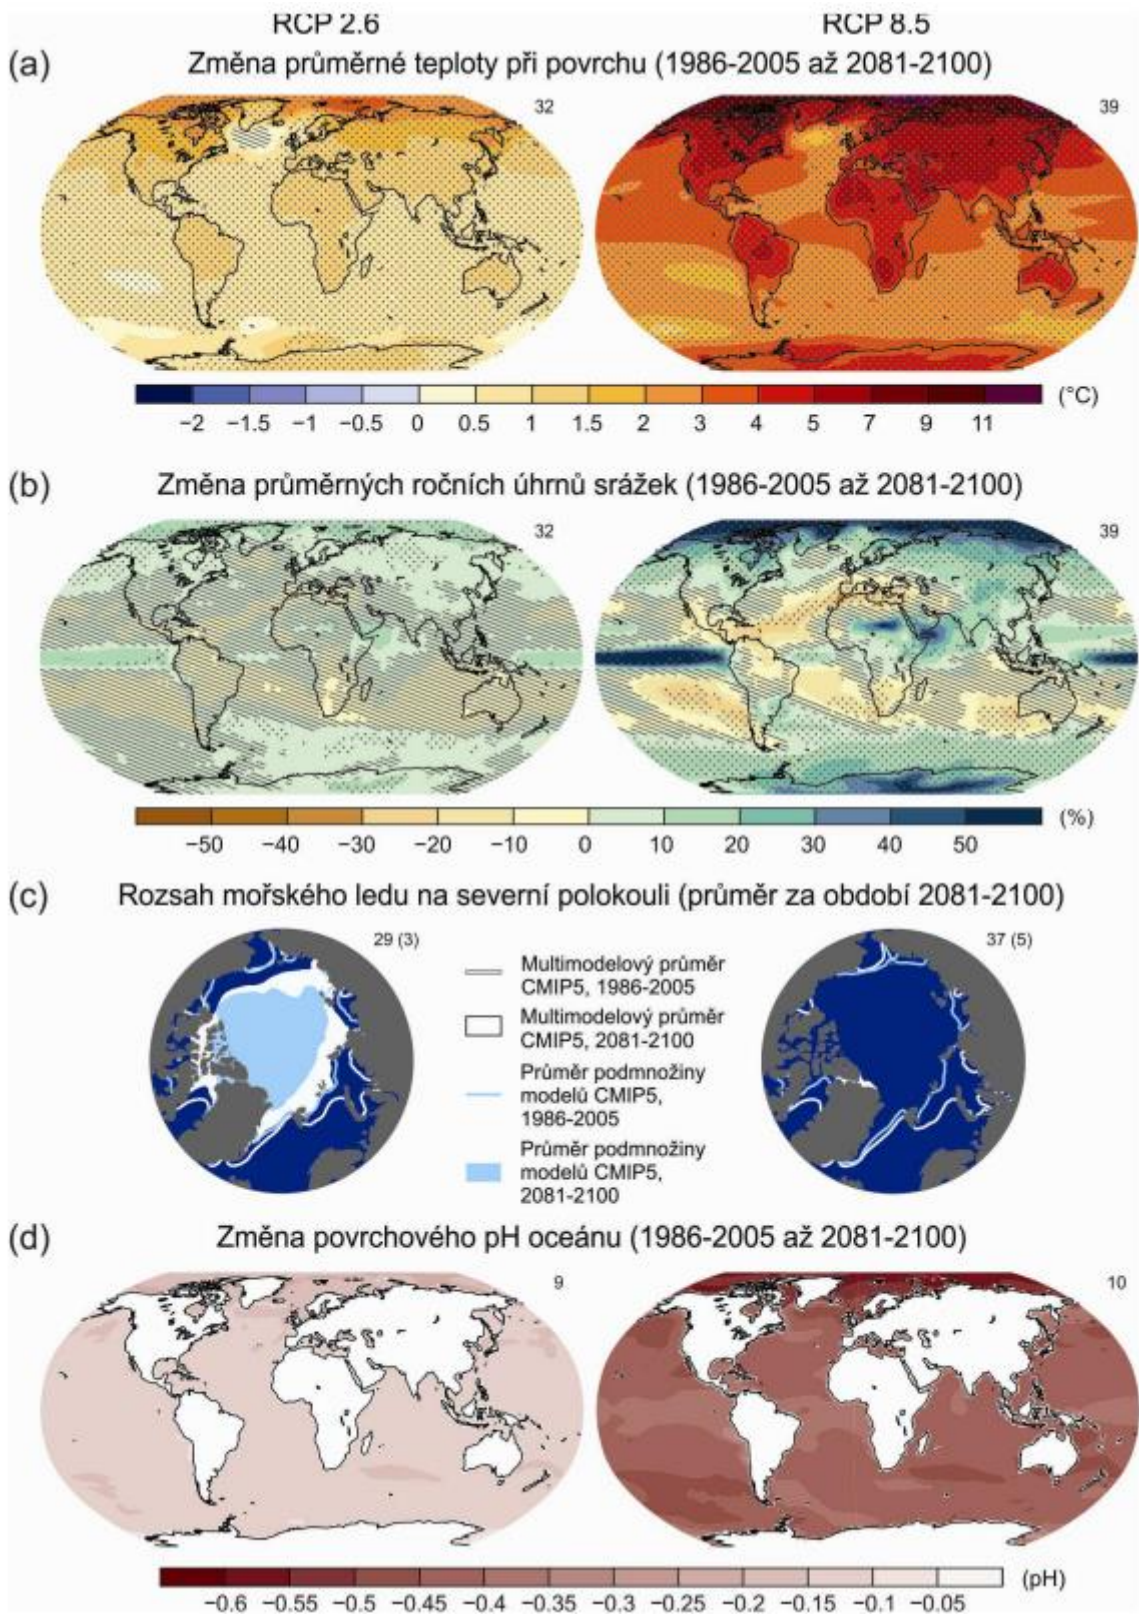 RCP 2.6
RCP 8.5
(a)
Změna průměrné teploty při povrchu (1986-2005 až 2081-2100)
32
39
−2 −1.5 −1 −0.5 0 0.5 1 1.5 2 3 4 5 7 9 11
(°C)
(b)
Změna průměrných ročních úhrnů srážek (1986-2005 až 2081-2100)
32
39
−50 −40 −30 −20 −10 0 10 20 30 40 50
(%)
(c)
Rozsah mořského ledu na severní polokouli (průměr za období 2081-2100)
29 (3)
37 (5)
Multimodelový průměr
CMIP5, 1986-2005
Multimodelový průměr
CMIP5, 2081-2100
Průměr podmnožiny
modelů CMIP5,
1986-2005
Průměr podmnožiny
modelů CMIP5,
2081-2100
(d)
Změna povrchového pH oceánu (1986-2005 až 2081-2100)
9
10
(pH)
−0.6 −0.55 −0.5 −0.45 −0.4 −0.35 −0.3 −0.25 −0.2 −0.15 −0.1 −0.05